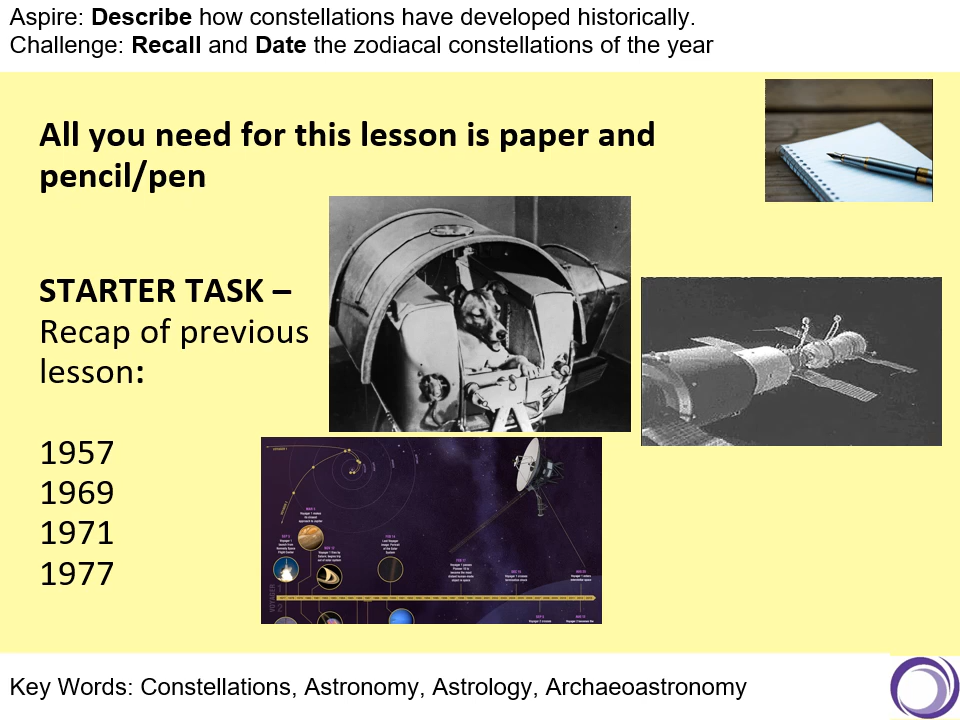 Aspire: Describe how constellations have developed historically.
Challenge: Recall and Date the zodiacal constellations of the year
All you need for this lesson is paper and
pencil/pen
STARTER TASK –
Recap of previous
lesson:
1957
1969
1971
1977
VOYAGER
Key Words: Constellations, Astronomy, Astrology, Archaeoastronomy